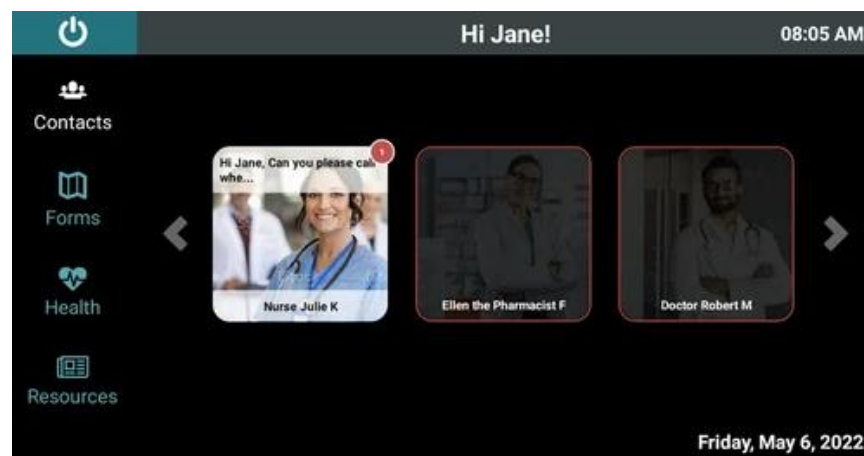 Hi Jane!
08:05 AM
Contacts
Forms
Health
Resources
Hi Jane, Can you please call
whe...
1
Nurse Julie K
Ellen the Pharmacist F
Doctor Robert M
Friday, May 6, 2022